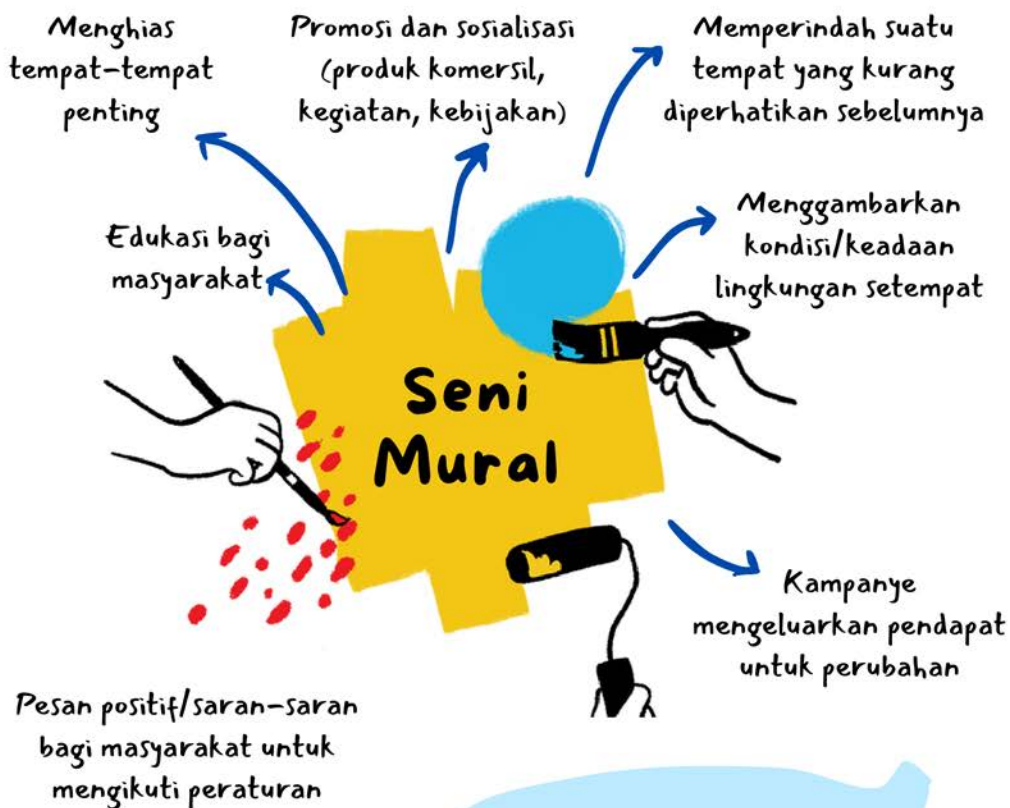 Menghias
tempat-tempat
penting
Promosi dan sosialisasi
(produk komersil,
kegiatan, kebijakan)
Memperindah suatu
tempat yang kurang
diperhatikan sebelumnya
Edukasi bagi
masyarakat
Menggambarkan
kondisi/keadaan
lingkungan setempat
Seni
Mural
Kampanye
mengeluarkan pendapat
untuk perubahan
Pesan positif/saran-saran
bagi masyarakat untuk
mengikuti peraturan